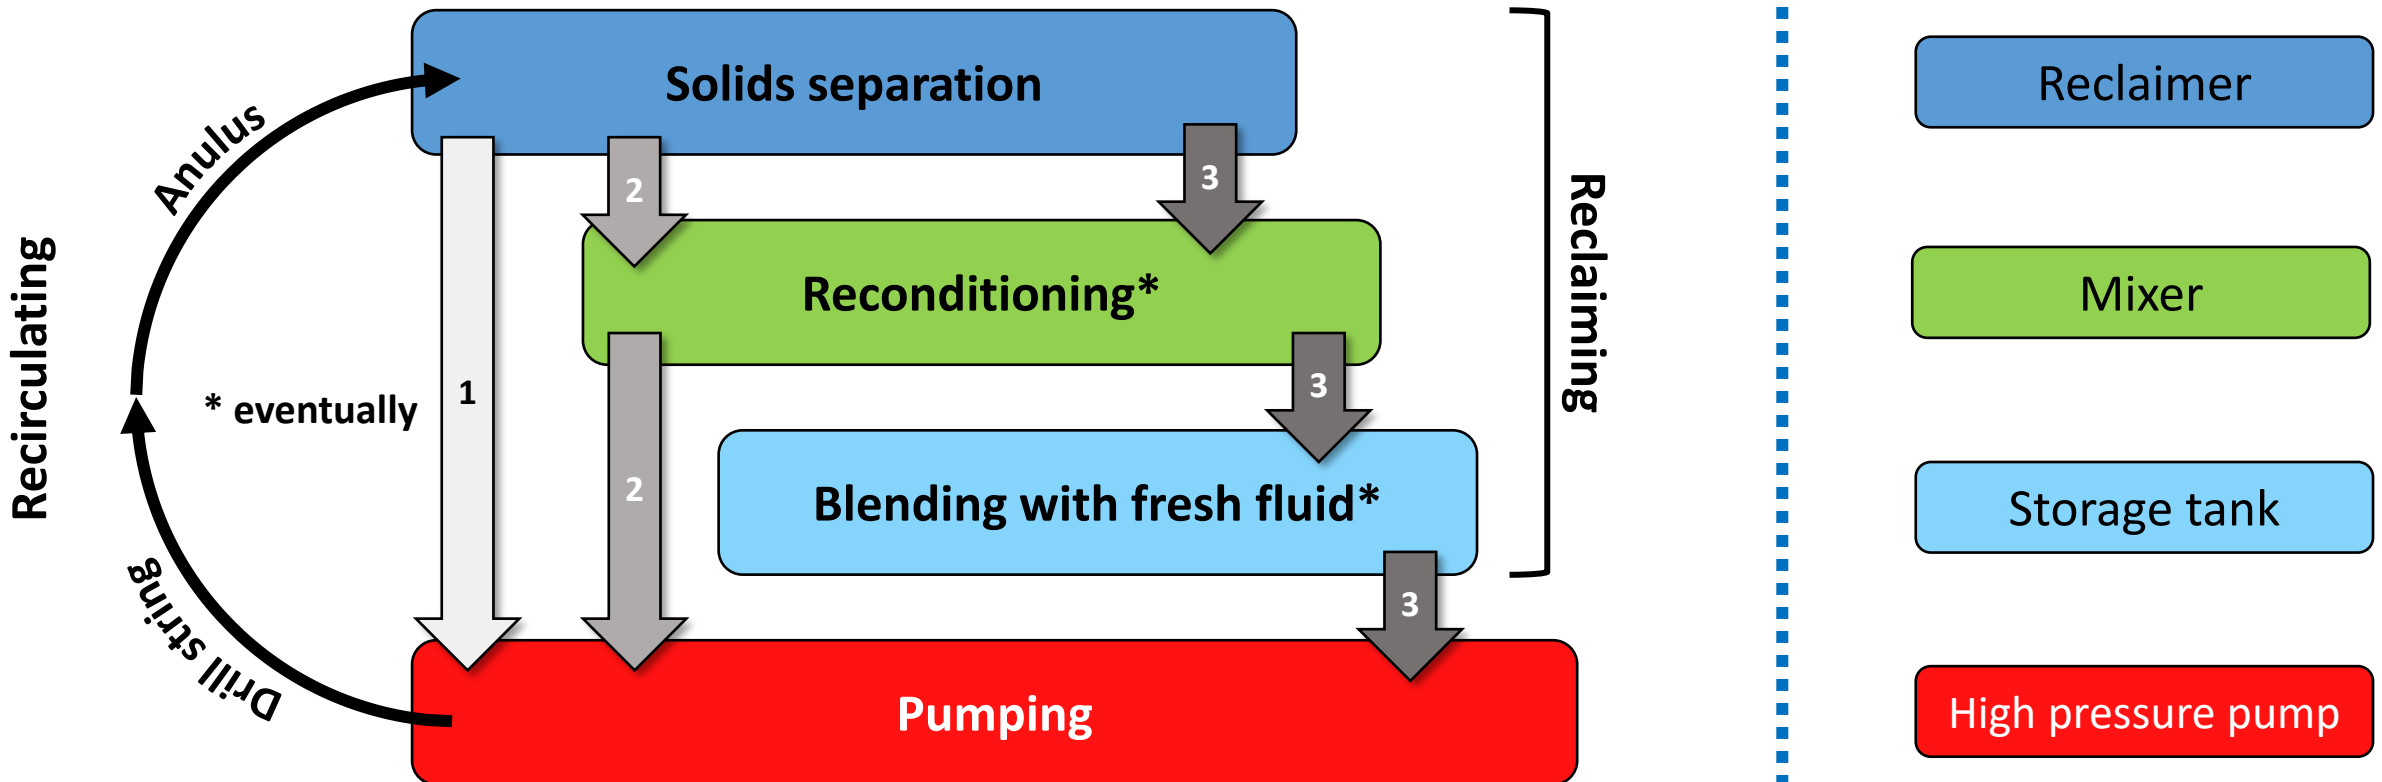 Solids separation
Reclaimer
Anulus
2
3
Reclaiming
Recirculating
Reconditioning*
Mixer
* eventually
1
3
2
Blending with fresh fluid*
Storage tank
Drill string
3
Pumping
High pressure pump